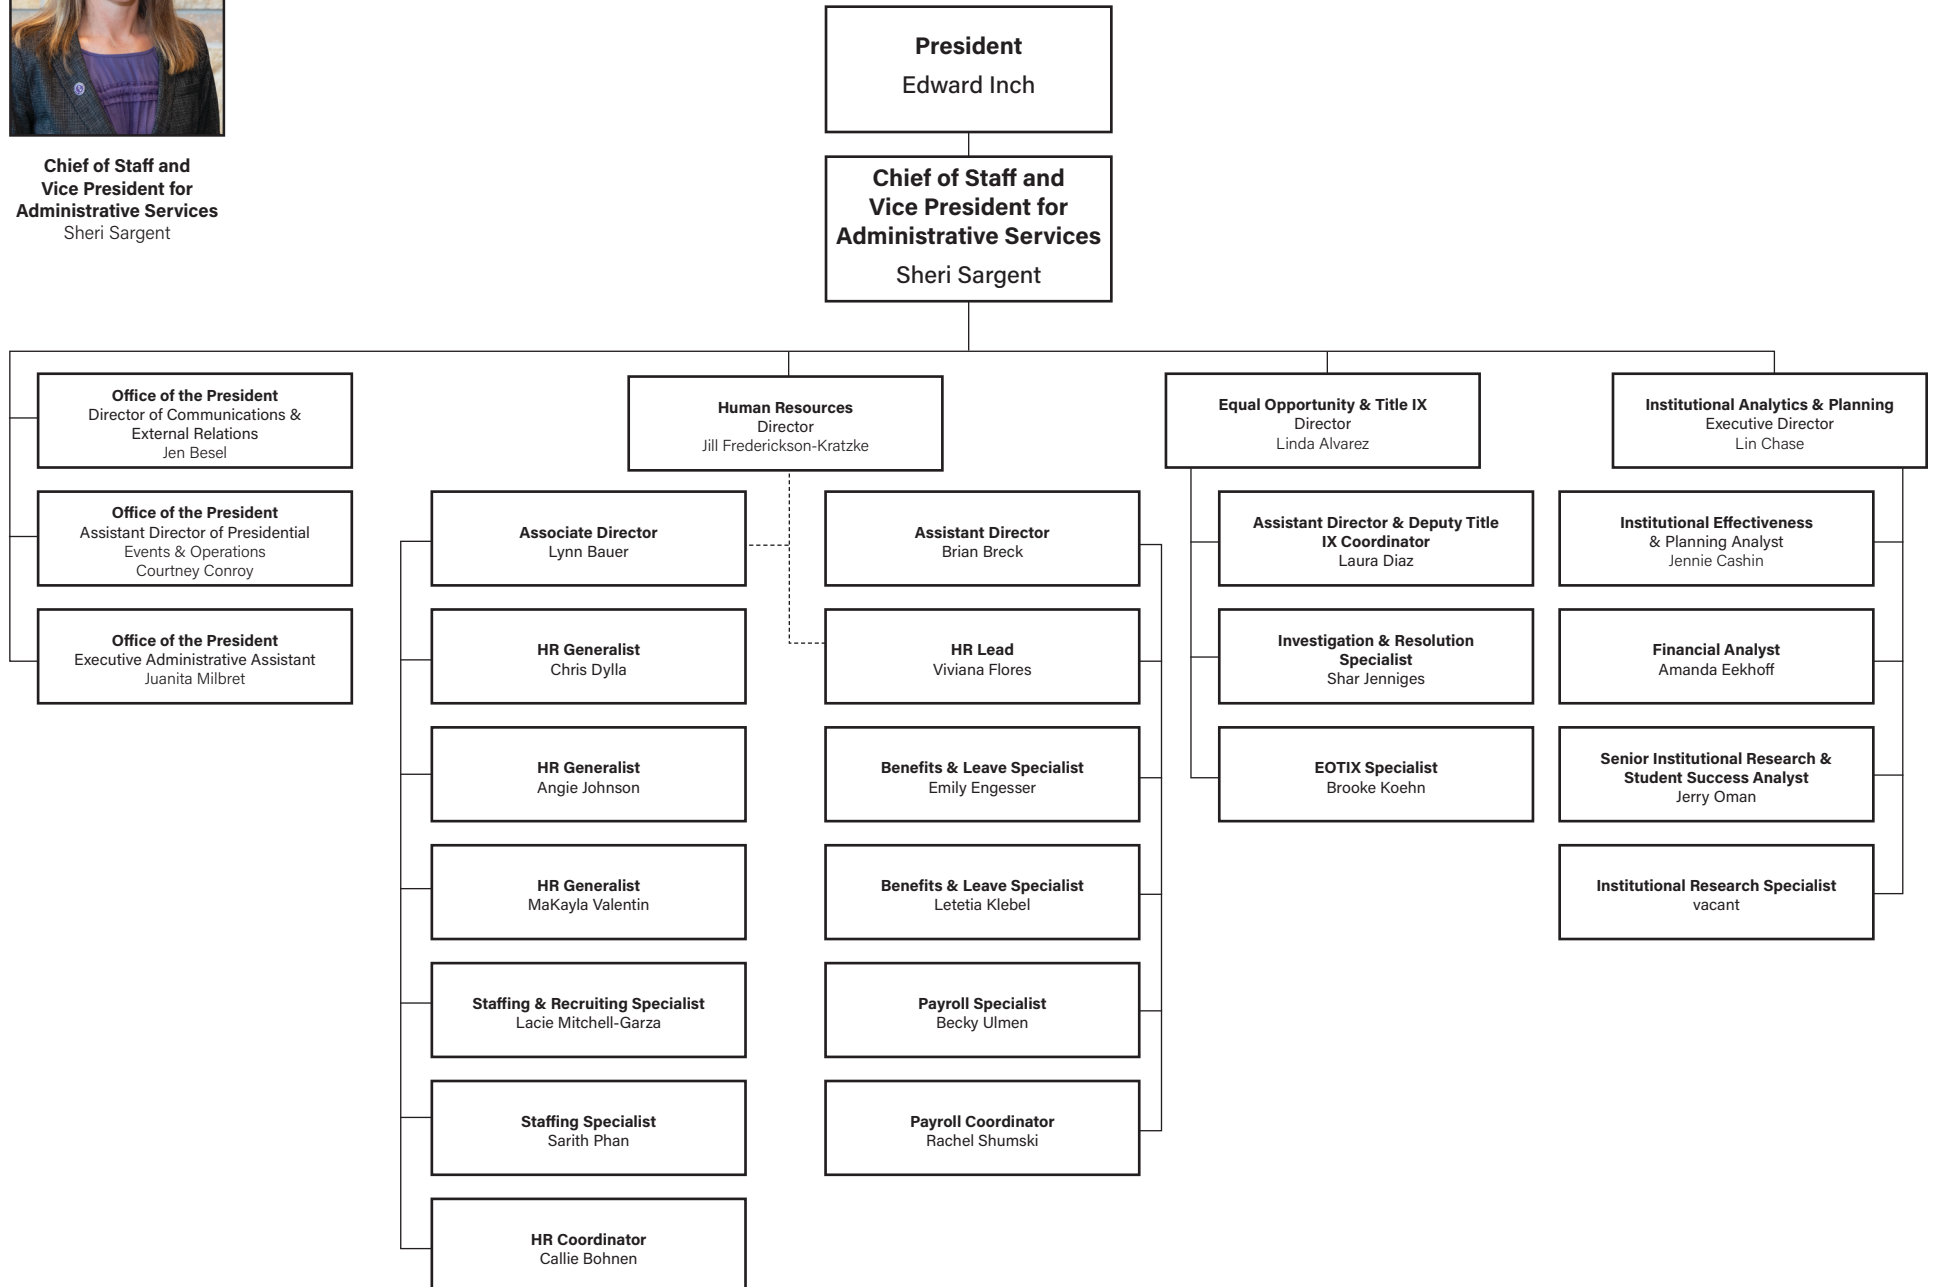 Chief of Staff and
Vice President for
Administrative Services
Sheri Sargent
President
Edward Inch
Chief of Staff and
Vice President for
Administrative Services
Sheri Sargent
Office of the President
Director of Communications &
External Relations
Jen Besel
Office of the President
Assistant Director of Presidential
Events & Operations
Courtney Conroy
Office of the President
Executive Administrative Assistant
Juanita Milbret
Human Resources
Director
Jill Frederickson-Kratzke
Associate Director
Lynn Bauer
HR Generalist
Chris Dylla
HR Generalist
Angie Johnson
HR Generalist
MaKayla Valentin
Staffing & Recruiting Specialist
Lacie Mitchell-Garza
Staffing Specialist
Sarith Phan
HR Coordinator
Callie Bohnen
Assistant Director
Brian Breck
HR Lead
Viviana Flores
Benefits & Leave Specialist
Emily Engesser
Benefits & Leave Specialist
Letetia Klebel
Payroll Specialist
Becky Ulmen
Payroll Coordinator
Rachel Shumski
Equal Opportunity & Title IX
Director
Linda Alvarez
Assistant Director & Deputy Title
IX Coordinator
Laura Diaz
Investigation & Resolution
Specialist
Shar Jenniges
EOTIX Specialist
Brooke Koehn
Institutional Analytics & Planning
Executive Director
Lin Chase
Institutional Effectiveness
& Planning Analyst
Jennie Cashin
Financial Analyst
Amanda Eekhoff
Senior Institutional Research &
Student Success Analyst
Jerry Oman
Institutional Research Specialist
vacant